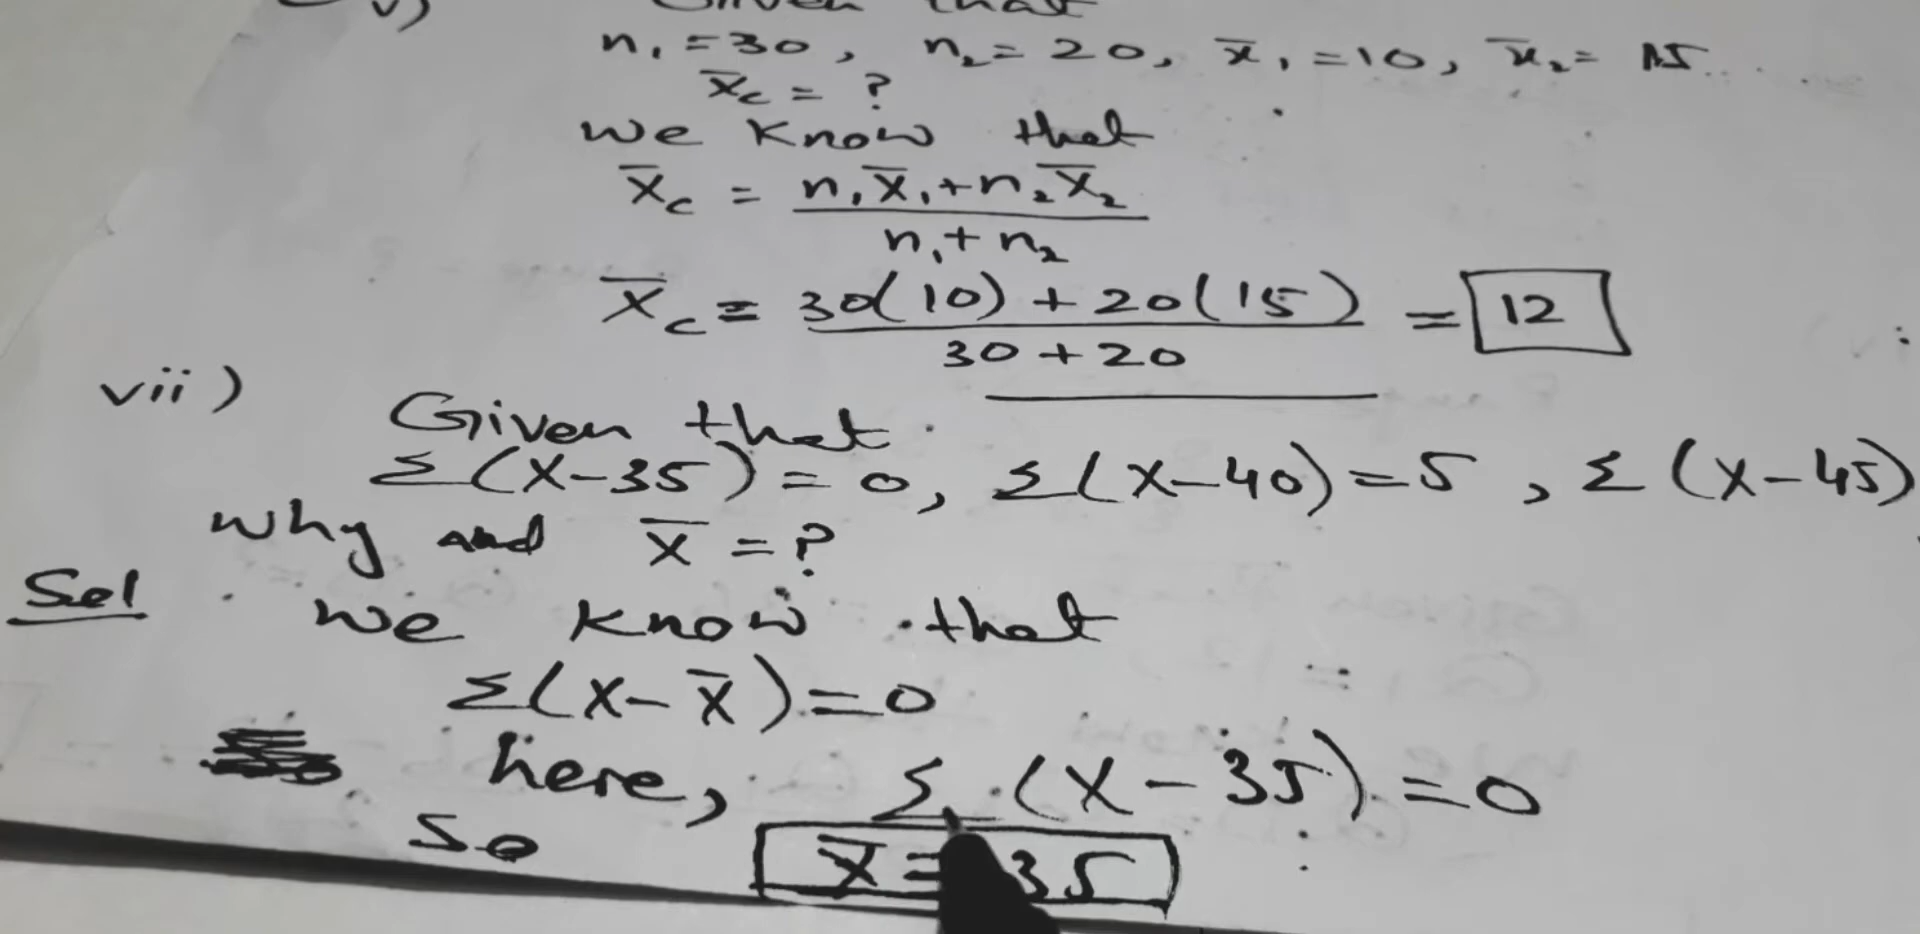 v) Given that
n₁ = 30, n₂ = 20, x̄₁ = 10, x̄₂ = 15
x̄c = ?
we know that
x̄c = n₁x̄₁ + n₂x̄₂
n₁ + n₂
x̄c = 30(10) + 20(15) = 12
30 + 20
vii)
Given that
Σ(x-35) = 0, Σ(x-40) = 5, Σ(x-45)
why and x̄ = ?
Sol we know that
Σ(x-x̄) = 0
here, Σ(x-35) = 0
So x̄ = 35